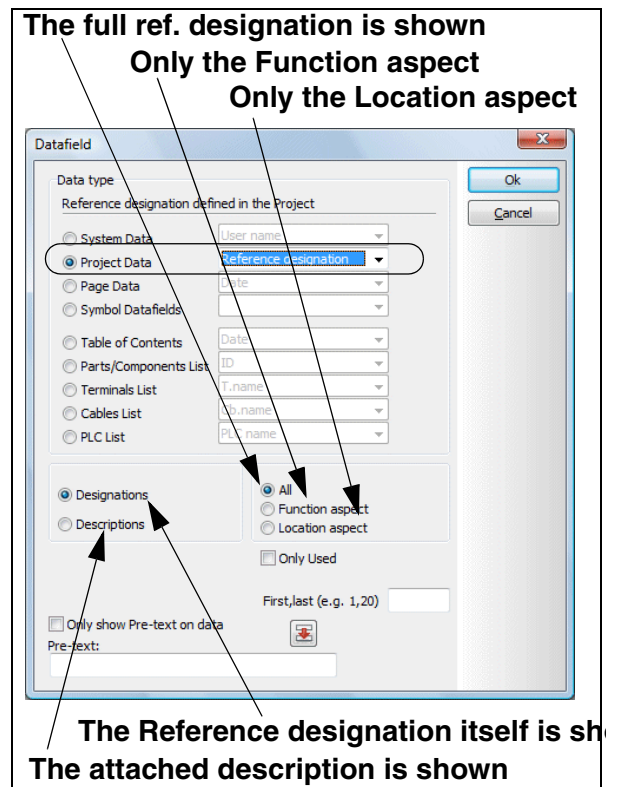 The full ref. designation is shown
Only the Function aspect
Only the Location aspect
Datafield
Data type
Reference designation defined in the Project
System Data
User name
Project Data
Reference designation
Page Data
Date
Symbol Datafields
Table of Contents
Date
Parts/Components List
ID
Terminals List
T.name
Cables List
Cb.name
PLC List
PLC name
Ok
Cancel
Designations
Descriptions
All
Function aspect
Location aspect
Only Used
First,last (e.g. 1,20)
Only show Pre-text on data
Pre-text:
The Reference designation itself is
The attached description is shown